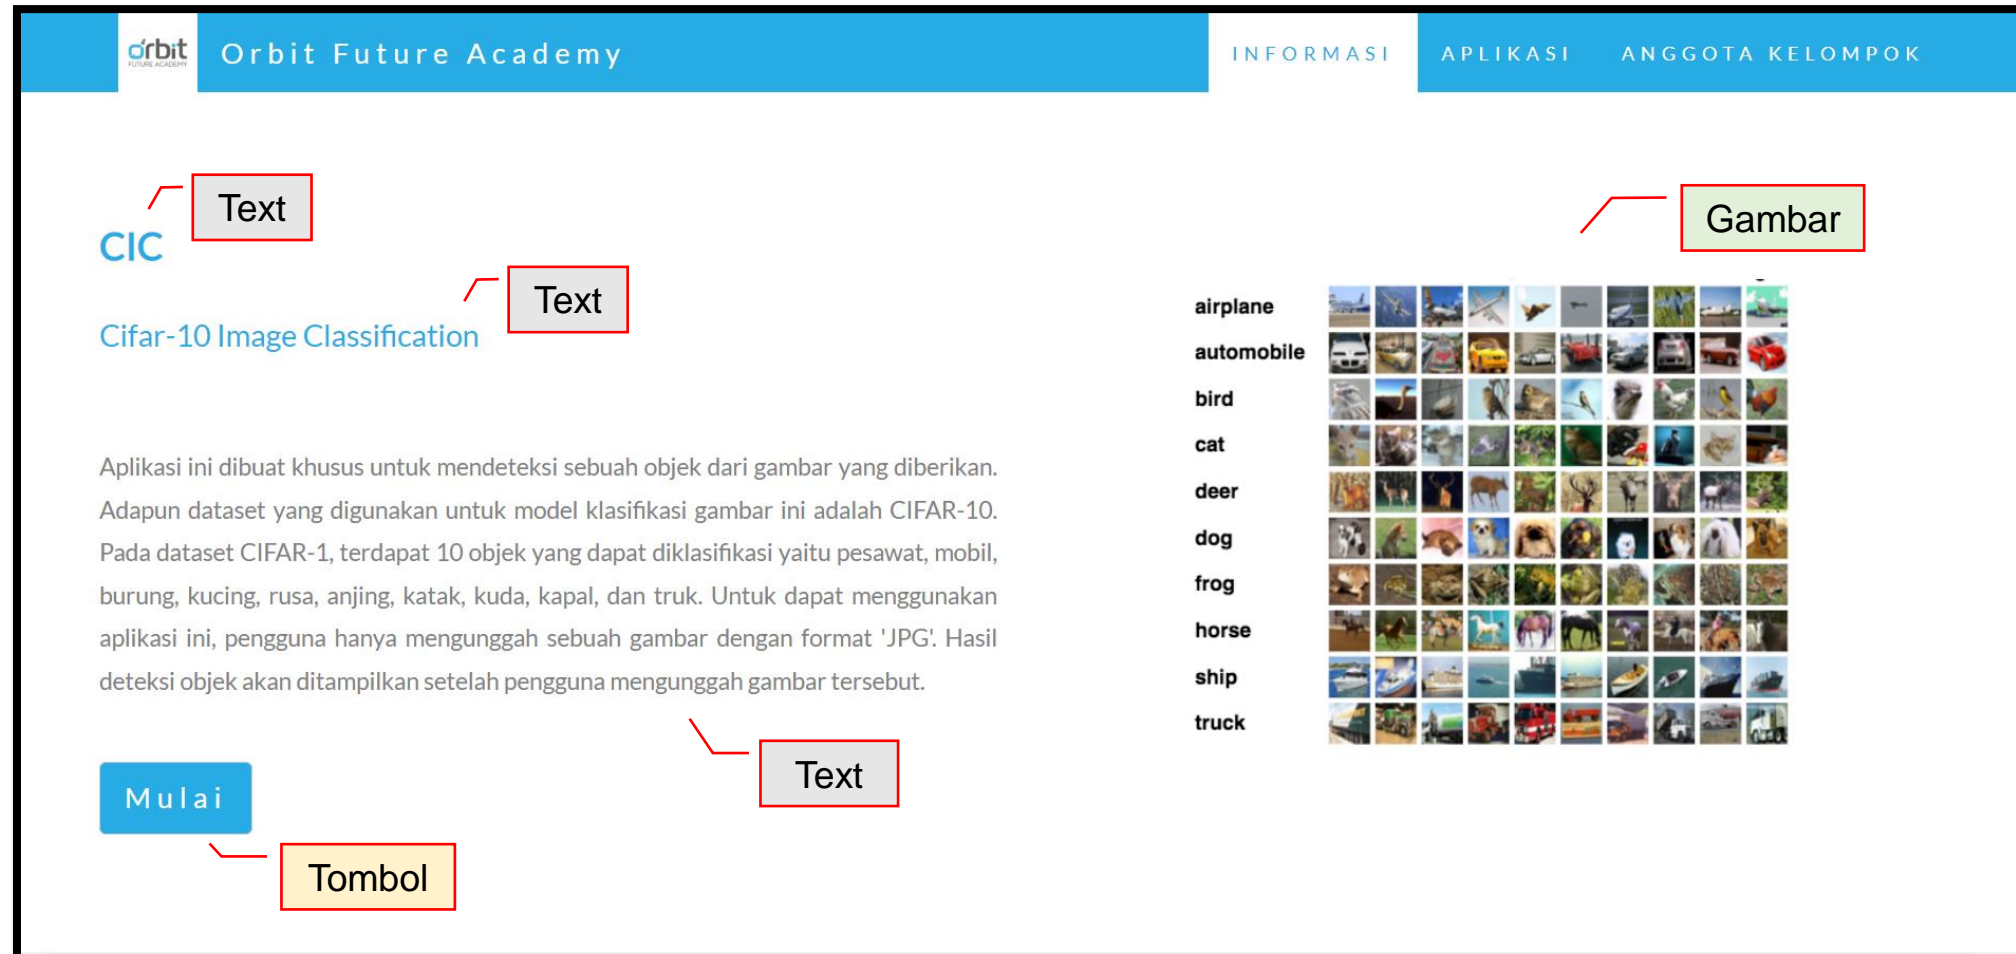 orbit
FUTURE ACADEMY
Orbit Future Academy
INFORMASI
APLIKASI
ANGGOTA KELOMPOK
Text
CIC
Text
Cifar-10 Image Classification
Aplikasi ini dibuat khusus untuk mendeteksi sebuah objek dari gambar yang diberikan.
Adapun dataset yang digunakan untuk model klasifikasi gambar ini adalah CIFAR-10.
Pada dataset CIFAR-1, terdapat 10 objek yang dapat diklasifikasi yaitu pesawat, mobil,
burung, kucing, rusa, anjing, katak, kuda, kapal, dan truk. Untuk dapat menggunakan
aplikasi ini, pengguna hanya mengunggah sebuah gambar dengan format 'JPG'. Hasil
deteksi objek akan ditampilkan setelah pengguna mengunggah gambar tersebut.
Text
Mulai
Tombol
Gambar
airplane
automobile
bird
cat
deer
dog
frog
horse
ship
truck